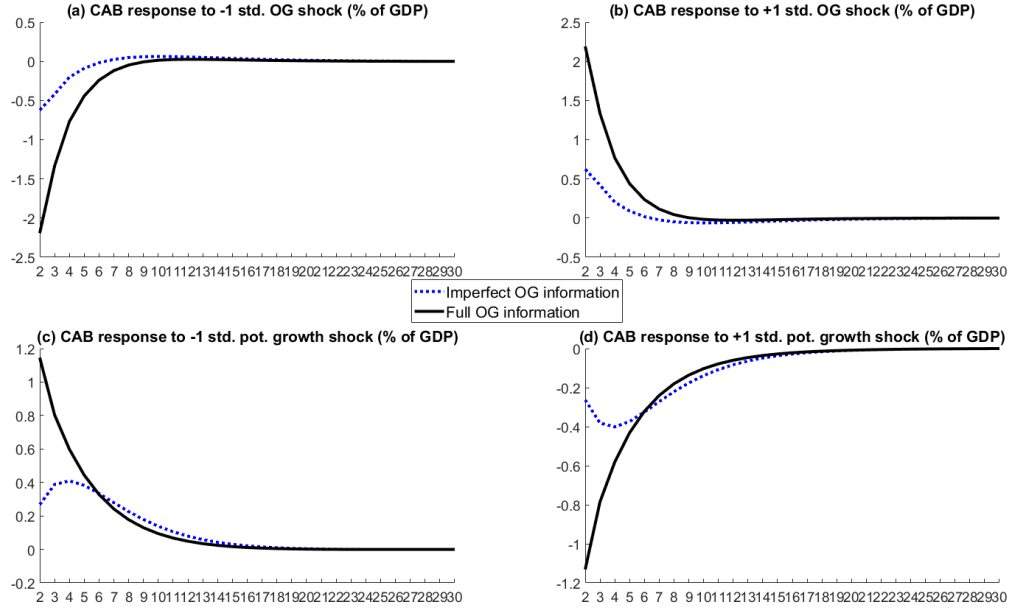 (a) CAB response to -1 std. OG shock (% of GDP)
0.5
0
-0.5
-1
-1.5
-2
-2.5
2 3 4 5 6 7 8 9 10 11 12 13 14 15 16 17 18 19 20 21 22 23 24 25 26 27 28 29 30
(b) CAB response to +1 std. OG shock (% of GDP)
2.5
2
1.5
1
0.5
0
-0.5
2 3 4 5 6 7 8 9 10 11 12 13 14 15 16 17 18 19 20 21 22 23 24 25 26 27 28 29 30
Imperfect OG information
Full OG information
(c) CAB response to -1 std. pot. growth shock (% of GDP)
1.2
1
0.8
0.6
0.4
0.2
0
-0.2
2 3 4 5 6 7 8 9 10 11 12 13 14 15 16 17 18 19 20 21 22 23 24 25 26 27 28 29 30
(d) CAB response to +1 std. pot. growth shock (% of GDP)
0
-0.2
-0.4
-0.6
-0.8
-1
-1.2
2 3 4 5 6 7 8 9 10 11 12 13 14 15 16 17 18 19 20 21 22 23 24 25 26 27 28 29 30